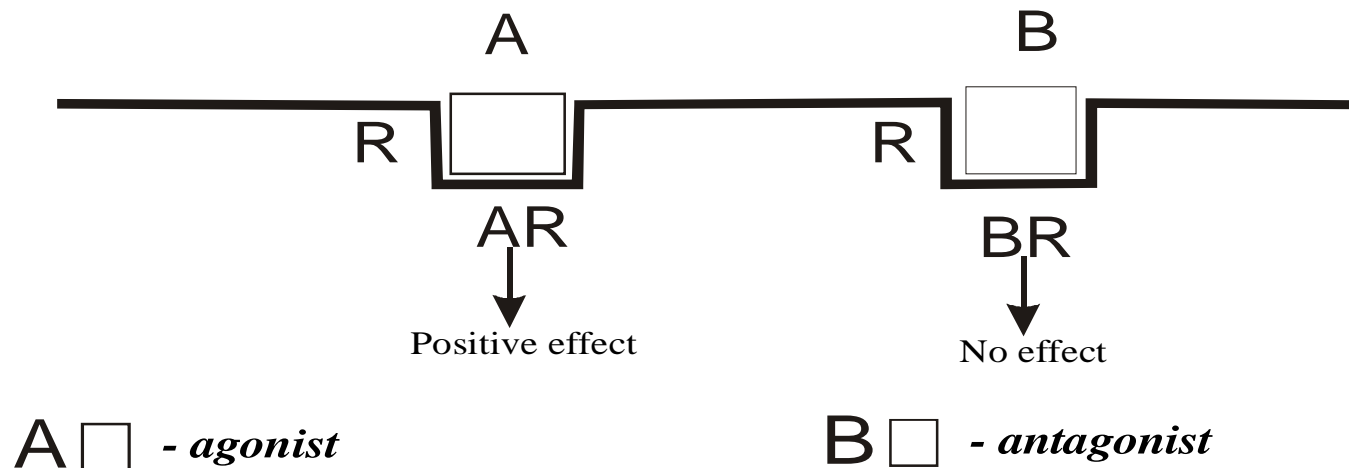 A B
R R
AR BR
Positive effect No effect
A - agonist B - antagonist